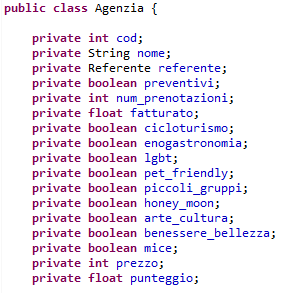 public class Agenzia {
private int cod;
private String nome;
private Referente referente;
private boolean preventivi;
private int num_prenotazioni;
private float fatturato;
private boolean cicloturismo;
private boolean enogastronomia;
private boolean lgbt;
private boolean pet_friendly;
private boolean piccoli_gruppi;
private boolean honey_moon;
private boolean arte_cultura;
private boolean benessere_bellezza;
private boolean mice;
private int prezzo;
private float punteggio;